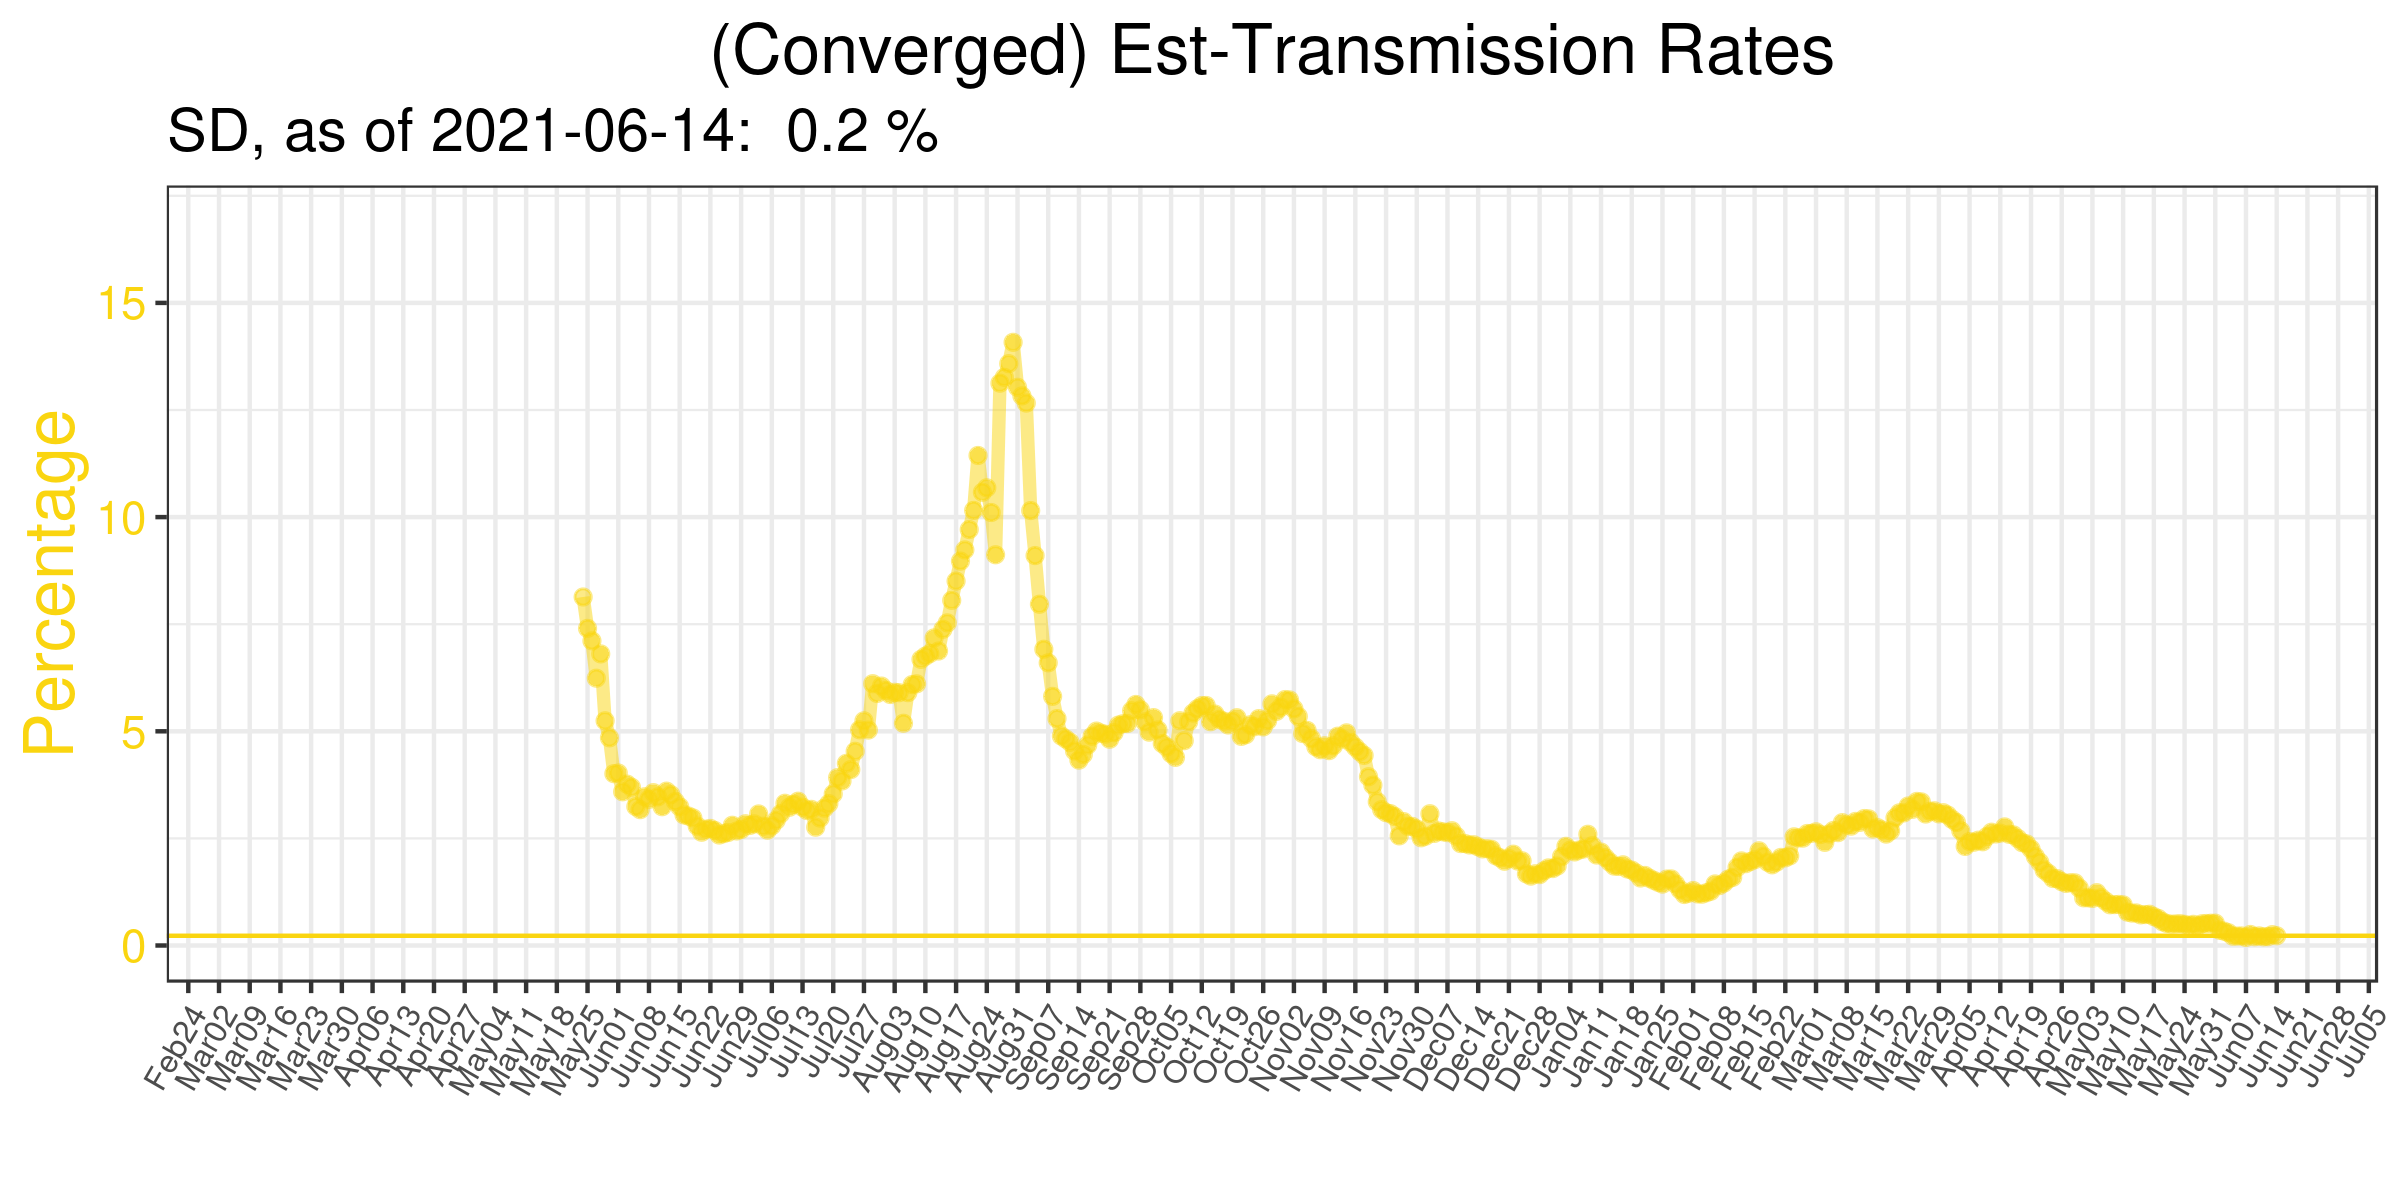 (Converged) Est-Transmission Rates
SD, as of 2021-06-14:  0.2 %
Percentage
15
10
5
0
Feb24
Mar02
Mar09
Mar16
Mar23
Mar30
Apr06
Apr13
Apr20
Apr27
May04
May11
May18
May25
Jun01
Jun08
Jun15
Jun22
Jun29
Jul06
Jul13
Jul20
Jul27
Aug03
Aug10
Aug17
Aug24
Aug31
Sep07
Sep14
Sep21
Sep28
Oct05
Oct12
Oct19
Oct26
Nov02
Nov09
Nov16
Nov23
Nov30
Dec07
Dec14
Dec21
Dec28
Jan04
Jan11
Jan18
Jan25
Feb01
Feb08
Feb15
Feb22
Mar01
Mar08
Mar15
Mar22
Mar29
Apr05
Apr12
Apr19
Apr26
May03
May10
May17
May24
May31
Jun07
Jun14
Jun21
Jun28
Jul05